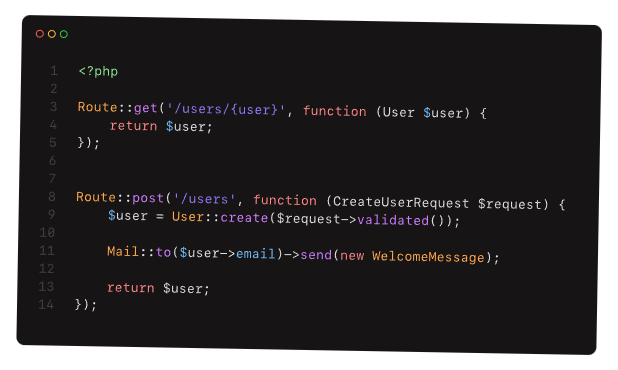 1 <?php
2
3 Route::get('/users/{user}', function (User $user) {
4     return $user;
5 });
6
7
8 Route::post('/users', function (CreateUserRequest $request) {
9     $user = User::create($request->validated());
10
11     Mail::to($user->email)->send(new WelcomeMessage);
12
13     return $user;
14 });